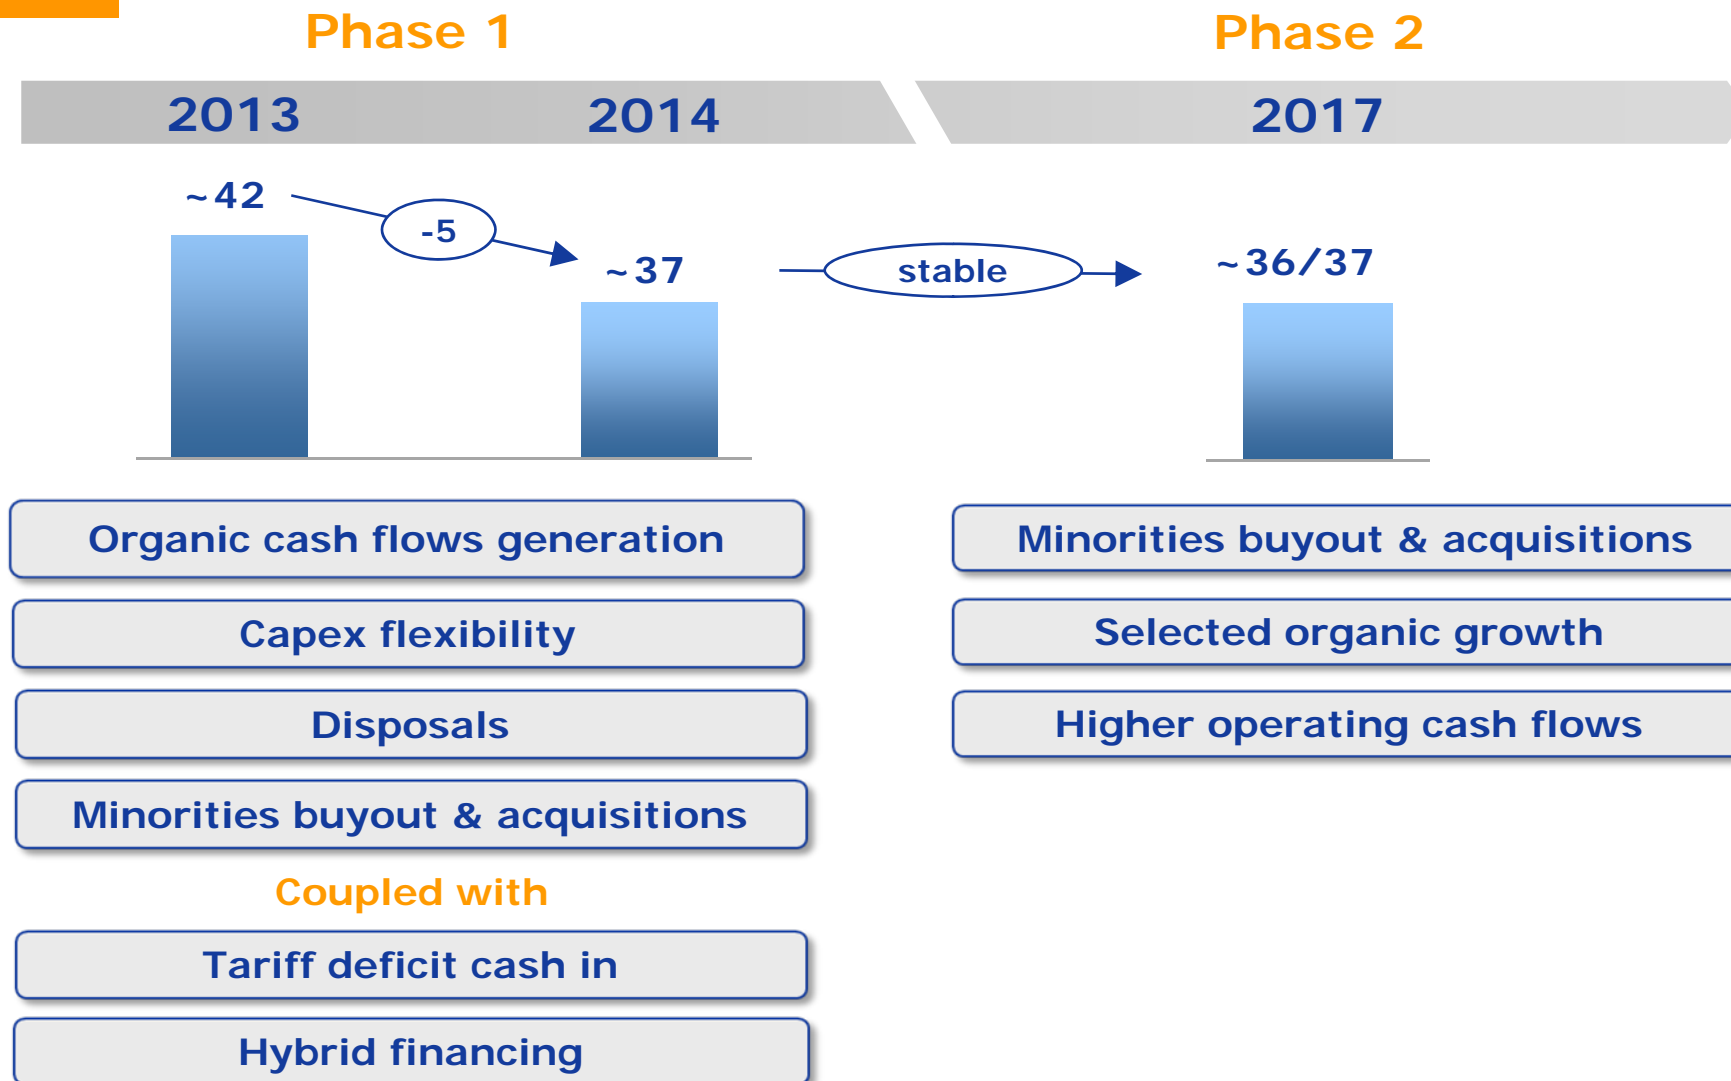 Phase 1
2013
2014
~42
-5
~37
Organic cash flows generation
Capex flexibility
Disposals
Minorities buyout & acquisitions
Coupled with
Tariff deficit cash in
Hybrid financing
Phase 2
2017
stable
~36/37
Minorities buyout & acquisitions
Selected organic growth
Higher operating cash flows